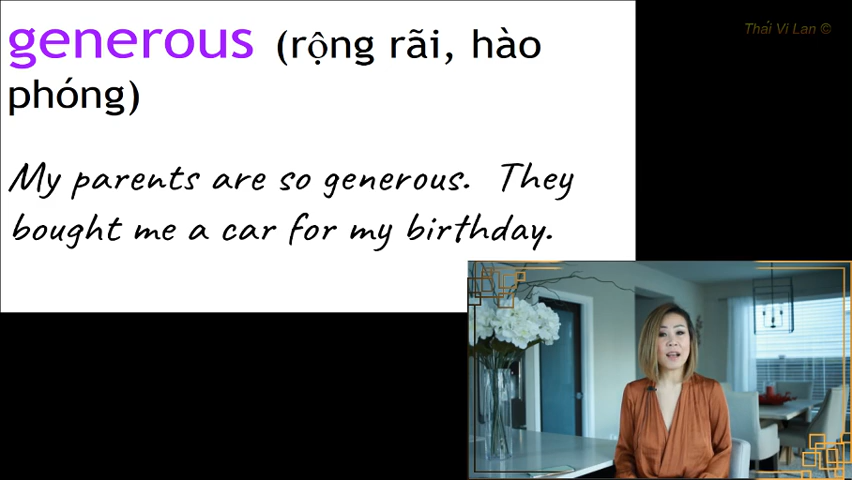 Thái Vi Lan ©
generous (rộng rãi, hào
phóng)
My parents are so generous. They
bought me a car for my birthday.